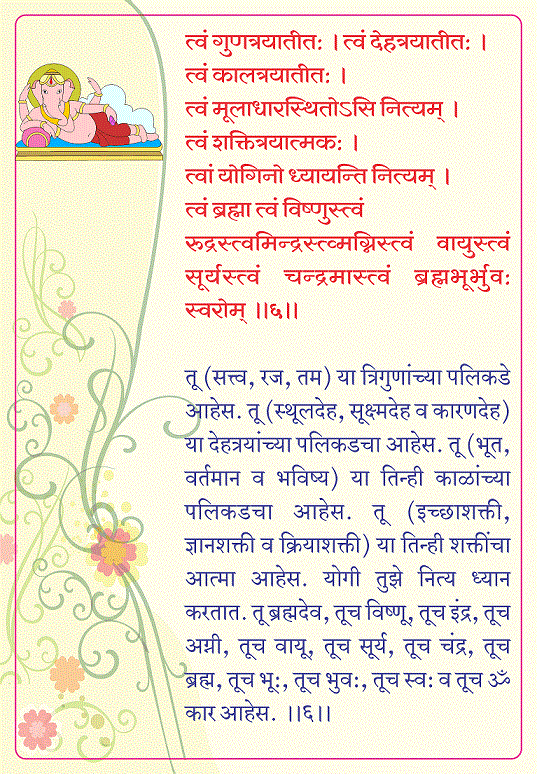 त्वं गुणत्रयातीतः । त्वं देहत्रयातीतः ।
त्वं कालत्रयातीतः ।
त्वं मूलाधारस्थितोऽसि नित्यम् ।
त्वं शक्तित्रयात्मकः ।
त्वां योगिनो ध्यायन्ति नित्यम् ।
त्वं ब्रह्मा त्वं विष्णुस्त्वं
रुद्रस्त्वमिन्द्रस्त्वमग्निस्त्वं वायुस्त्वं
सूर्यस्त्वं चन्द्रमास्त्वं ब्रह्मभूर्भुवः
स्वरोम् ॥६॥
तू (सत्त्व, रज, तम) या त्रिगुणांच्या पलिकडे
आहेस. तू (स्थूलदेह, सूक्ष्मदेह व कारणदेह)
या देहत्रयांच्या पलिकडचा आहेस. तू (भूत,
वर्तमान व भविष्य) या तिन्ही काळांच्या
पलिकडचा आहेस. तू (इच्छाशक्ती,
ज्ञानशक्ती व क्रियाशक्ती) या तिन्ही शक्तींचा
आत्मा आहेस. योगी तुझे नित्य ध्यान
करतात. तू ब्रह्मदेव, तूच विष्णू, तूच इंद्र, तूच
अग्नी, तूच वायू, तूच सूर्य, तूच चंद्र, तूच
ब्रह्म, तूच भूः, तूच भुवः, तूच स्वः व तूच ॐ
कार आहेस. ॥६॥